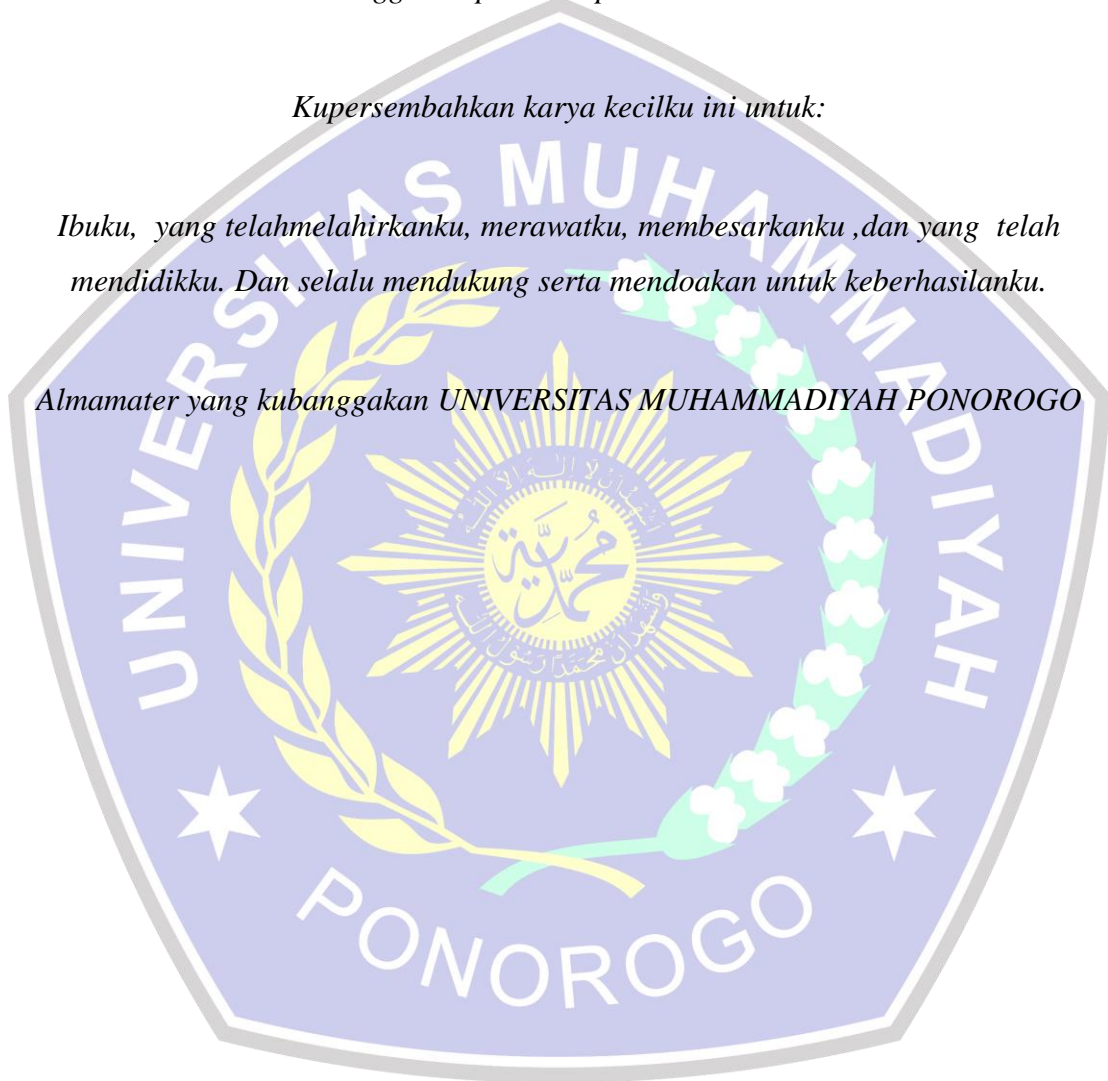 Kupersembahkan karya kecilku ini untuk:
Ibuku, yang telahmelahirkanku, merawatku, membesarkanku ,dan yang telah
mendidikku. Dan selalu mendukung serta mendoakan untuk keberhasilanku.
Almamater yang kubanggakan UNIVERSITAS MUHAMMADIYAH PONOROGO
UNIVERSITAS MUHAMMADIYAH
محمدية
PONOROGO